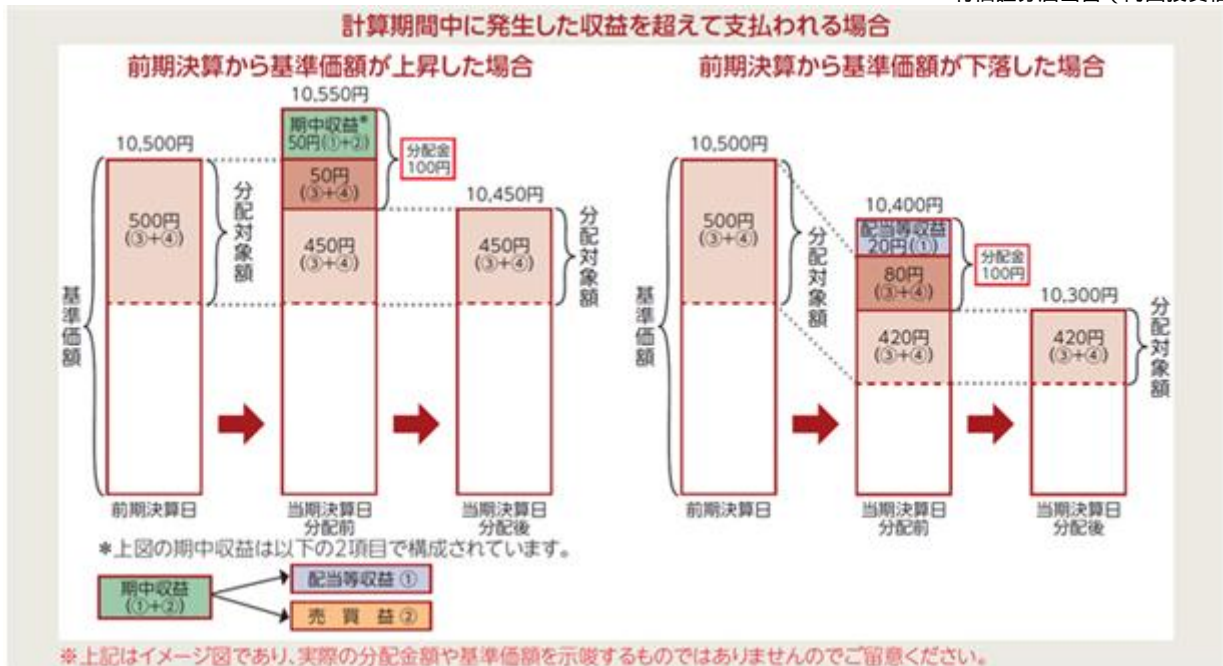 計算期間中に発生した収益を超えて支払われる場合
前期決算から基準価額が上昇した場合
10,550円
10,500円
期中収益*
50円(①+②)
分配金
100円
50円
(③+④)
10,450円
500円
(③+④)
分配対象額
450円
(③+④)
450円
(③+④)
分配対象額
基準価額
前期決算日
当期決算日
分配前
当期決算日
分配後
前期決算から基準価額が下落した場合
10,500円
10,400円
500円
(③+④)
分配対象額
配当等収益
20円(①)
分配金
100円
80円
(③+④)
10,300円
420円
(③+④)
420円
(③+④)
分配対象額
基準価額
前期決算日
当期決算日
分配前
当期決算日
分配後
*上図の期中収益は以下の2項目で構成されています。
期中収益
(①+②)
配当等収益 ①
売 買 益 ②
※上記はイメージ図であり、実際の分配金額や基準価額を示唆するものではありませんのでご留意ください。